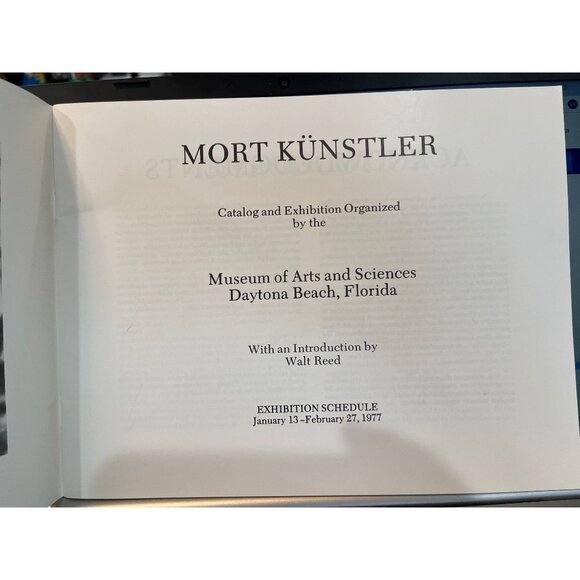 MORT KÜNSTLER
Catalog and Exhibition Organized
by the
Museum of Arts and Sciences
Daytona Beach, Florida
With an Introduction by
Walt Reed
EXHIBITION SCHEDULE
January 13–February 27, 1977